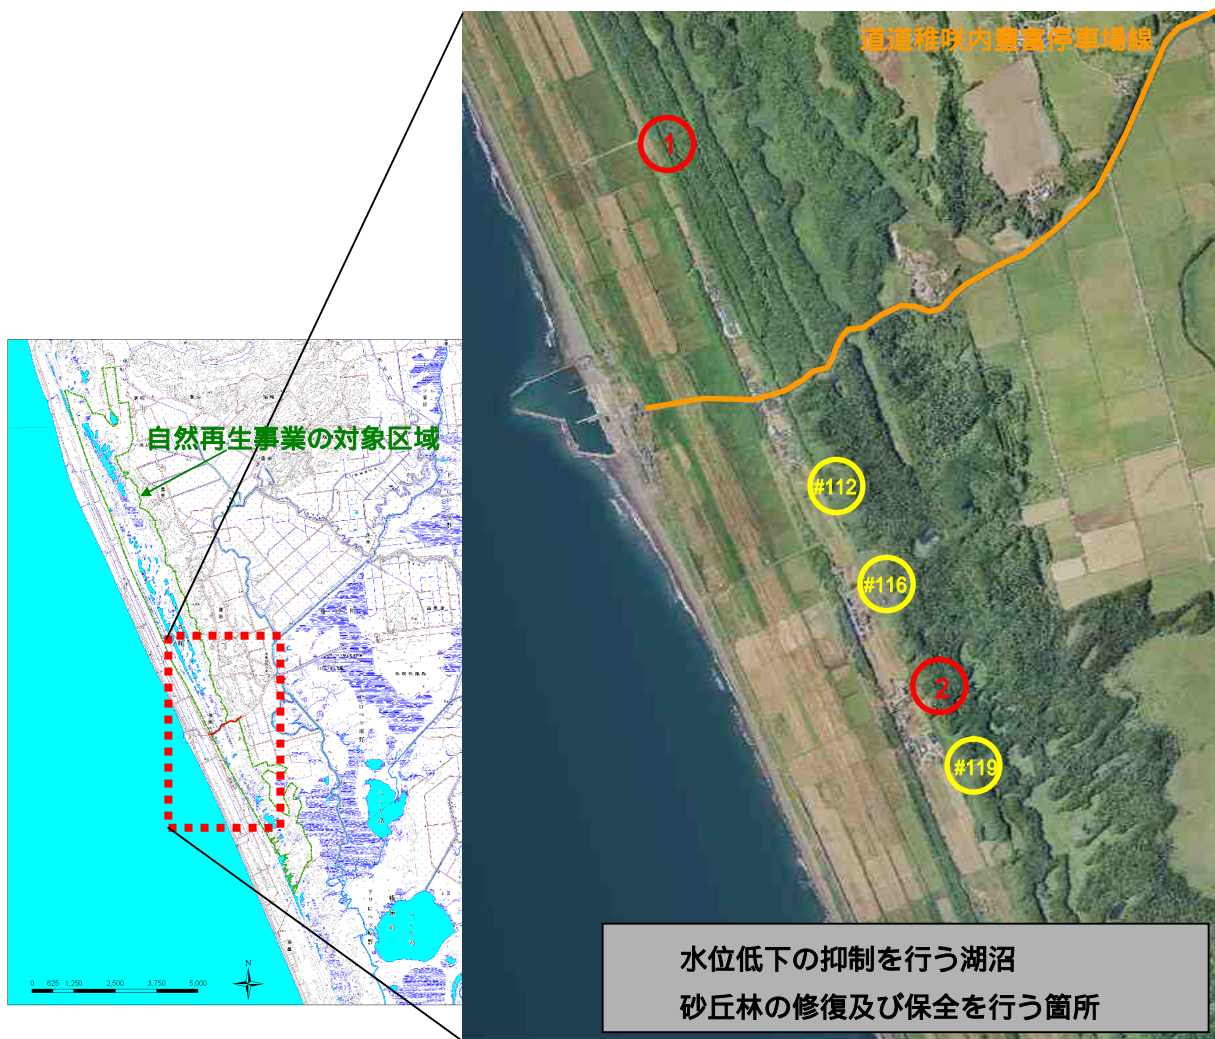 道道稚咲内豊富停車場線
1
自然再生事業の対象区域
#112
#116
2
#119
水位低下の抑制を行う湖沼
砂丘林の修復及び保全を行う箇所
N
0 625 1,250 2,500 3,750 5,000